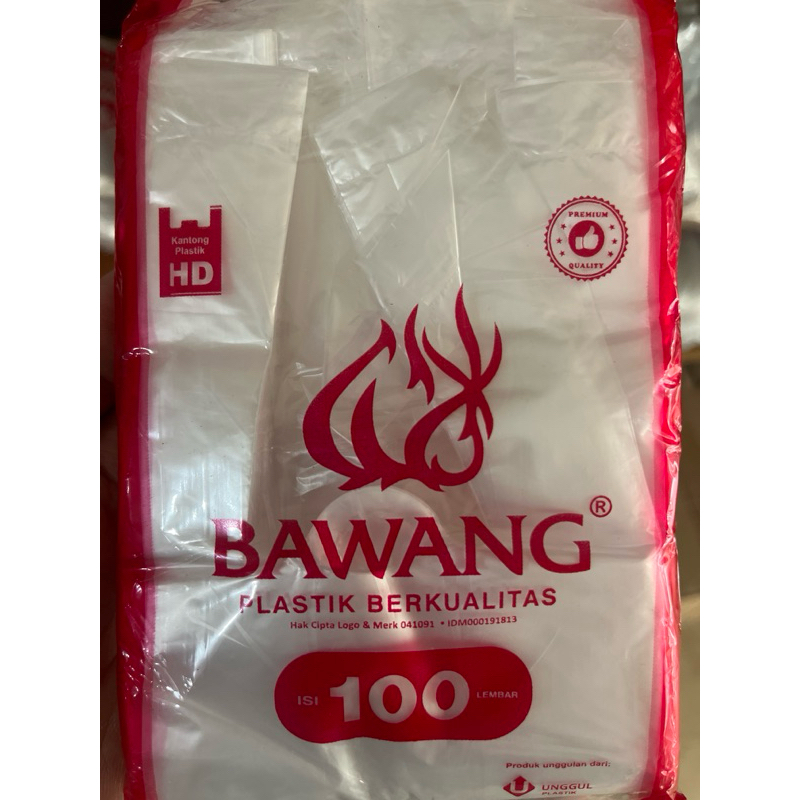 Kantong
Plastik
HD
PREMIUM
QUALITY
BAWANG®
PLASTIK BERKUALITAS
Hak Cipta Logo & Merk 041091 • IDM000191813
ISI 100 LEMBAR
Produk unggulan dari;
UNGGUL
PLASTIK